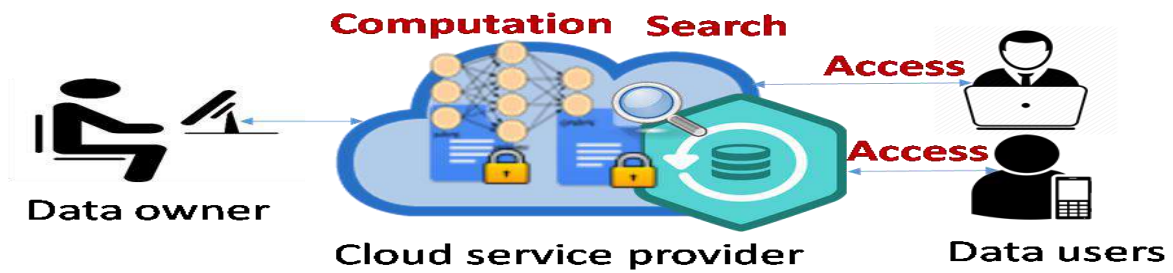 Computation Search
Access
Access
Data owner
Cloud service provider
Data users